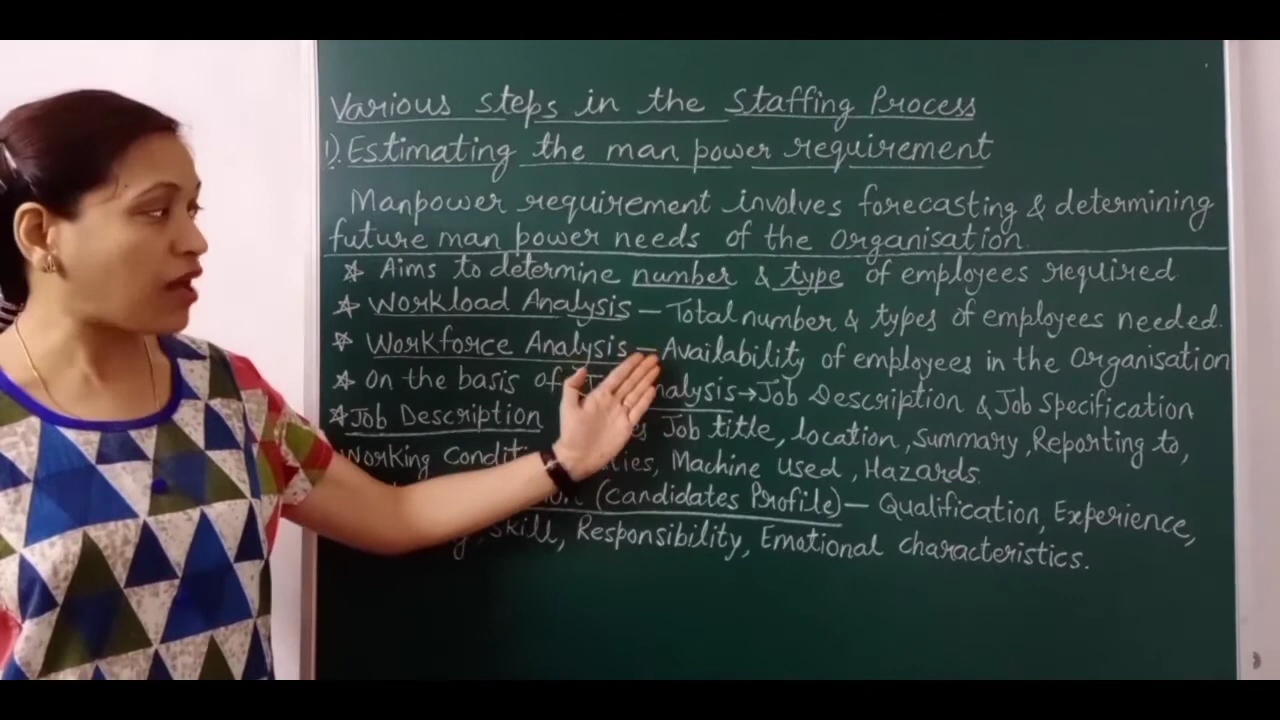 Various steps in the Staffing Process
1). Estimating the man power requirement
Manpower requirement involves forecasting & determining
future man power needs of the Organisation
☆ Aims to determine number & type of employees required
☆ Workload Analysis – Total number & types of employees needed.
☆ Workforce Analysis – Availability of employees in the Organisation
☆ On the basis of Analysis → Job Description & Job Specification
☆ Job Description Job title, location, Summary, Reporting to,
Working Machine used, Hazards.
(Candidates Profile) – Qualification, Experience,
Skill, Responsibility, Emotional characteristics.